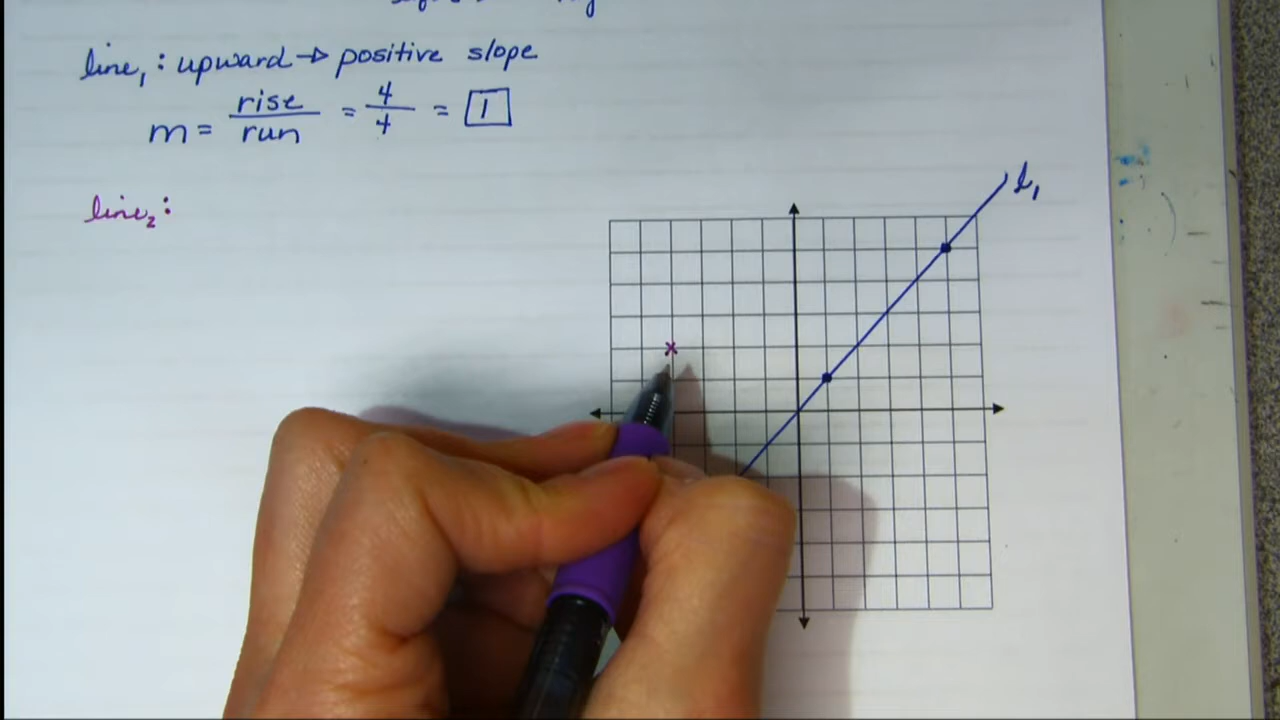 line₁: upward → positive slope
m = rise/run = 4/4 = 1
line₂:
l₁